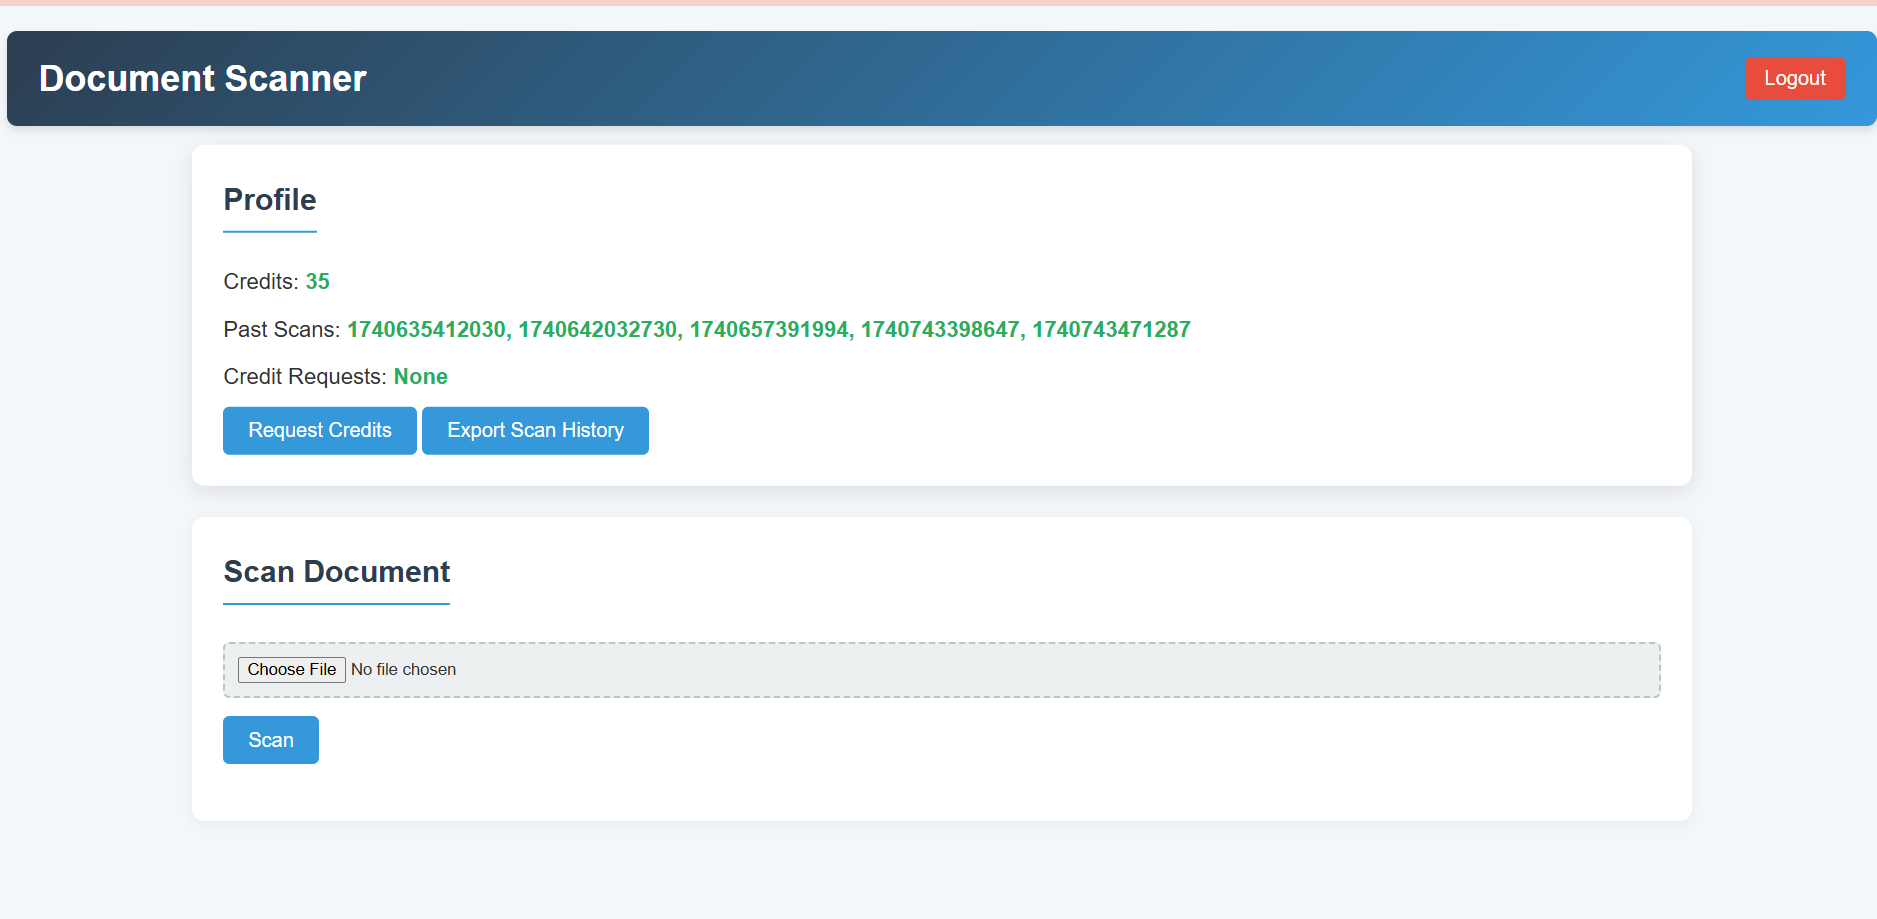 Document Scanner
Logout
Profile
Credits: 35
Past Scans: 1740635412030, 1740642032730, 1740657391994, 1740743398647, 1740743471287
Credit Requests: None
Request Credits
Export Scan History
Scan Document
Choose File No file chosen
Scan